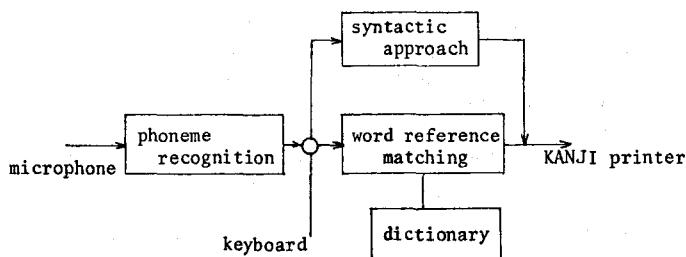 syntactic
approach
phoneme
recognition
word reference
matching
microphone
KANJI printer
keyboard
dictionary